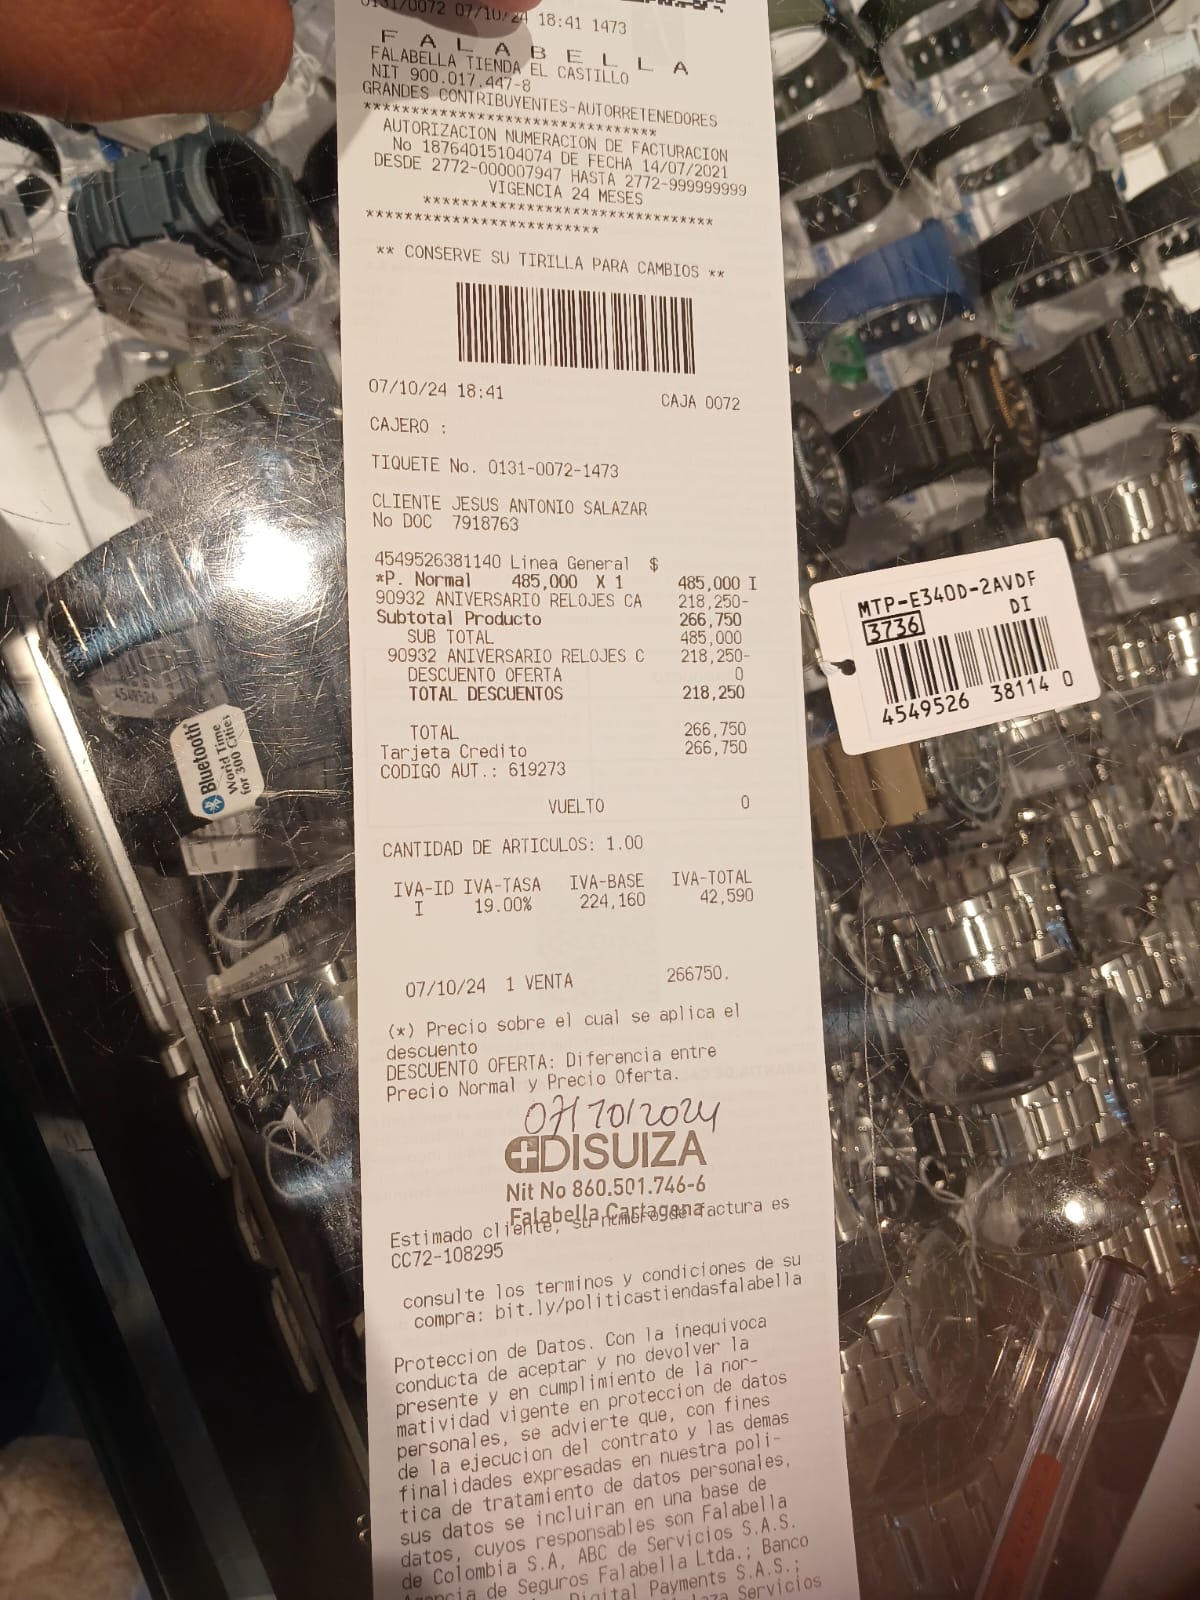 0131/0072 07/10/24 18:41 1473
FALABELLA
FALABELLA TIENDA EL CASTILLO
NIT 900.017.447-8
GRANDES CONTRIBUYENTES-AUTORRETENEDORES
*******************************
AUTORIZACION NUMERACION DE FACTURACION
No 18764015104074 DE FECHA 14/07/2021
DESDE 2772-000007947 HASTA 2772-999999999
VIGENCIA 24 MESES
*******************************
*************************
** CONSERVE SU TIRILLA PARA CAMBIOS **
07/10/24 18:41 CAJA 0072
CAJERO :
TIQUETE No. 0131-0072-1473
CLIENTE JESUS ANTONIO SALAZAR
No DOC 7918763
4549526381140 Linea General $
*P. Normal 485,000 X 1 485,000 I
90932 ANIVERSARIO RELOJES CA 218,250-
Subtotal Producto 266,750
SUB TOTAL 485,000
90932 ANIVERSARIO RELOJES C 218,250-
DESCUENTO OFERTA 0
TOTAL DESCUENTOS 218,250
TOTAL 266,750
Tarjeta Credito 266,750
CODIGO AUT.: 619273
VUELTO 0
CANTIDAD DE ARTICULOS: 1.00
IVA-ID IVA-TASA IVA-BASE IVA-TOTAL
I 19.00% 224,160 42,590
07/10/24 1 VENTA 266750.
(*) Precio sobre el cual se aplica el
descuento
DESCUENTO OFERTA: Diferencia entre
Precio Normal y Precio Oferta.
07/10/2024
DISUIZA
Nit No 860.501.746-6
Falabella Cartagena
Estimado cliente, su numero de factura es
CC72-108295
consulte los terminos y condiciones de su
compra: bit.ly/politicastiendasfalabella
Proteccion de Datos. Con la inequivoca
conducta de aceptar y no devolver la
presente y en cumplimiento de la nor-
matividad vigente en proteccion de datos
personales, se advierte que, con fines
de la ejecucion del contrato y las demas
finalidades expresadas en nuestra poli-
tica de tratamiento de datos personales,
sus datos se incluiran en una base de
datos, cuyos responsables son Falabella
de Colombia S.A, ABC de Servicios S.A.S.
Agencia de Seguros Falabella Ltda.; Banco
Digital Payments S.A.S.;
Servicios
MTP-E340D-2AVDF
DI
3736
4549526 38114 0
Bluetooth
World Time
for 300 Cities
4549526